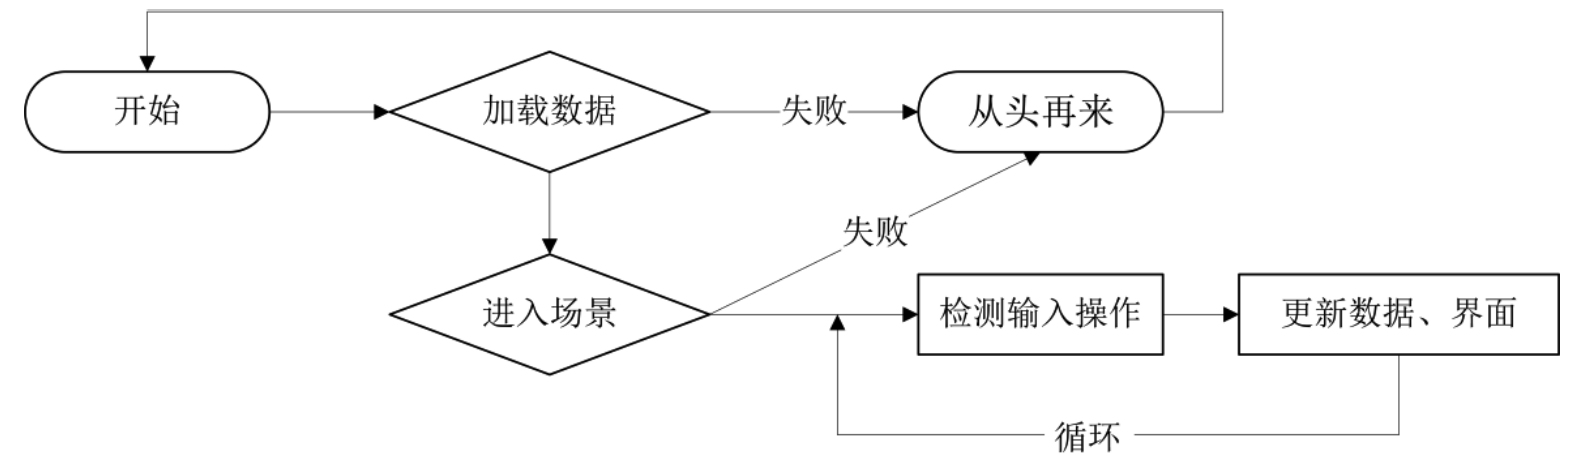 开始
加载数据
失败
从头再来
失败
进入场景
检测输入操作
更新数据、界面
循环